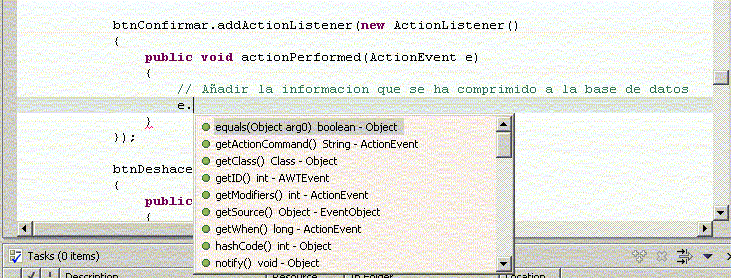 btnConfirmar.addActionListener(new ActionListener()
{
public void actionPerformed(ActionEvent e)
{
// Añadir la informacion que se ha comprimido a la base de datos
e.
}
});
equals(Object arg0) boolean - Object
getActionCommand() String - ActionEvent
getClass() Class - Object
getID() int - AWTEvent
getModifiers() int - ActionEvent
getSource() Object - EventObject
getWhen() long - ActionEvent
hashCode() int - Object
notify() void - Object
btnDeshace
{
public
{
Tasks (0 items)
✓ ! Description Resource In Folder Location